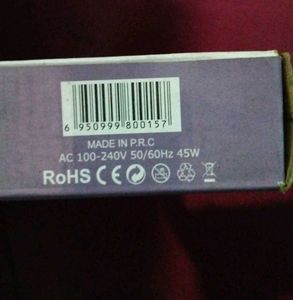 6 950999 800157
MADE IN P.R.C
AC 100-240V 50/60Hz 45W
RoHS CE